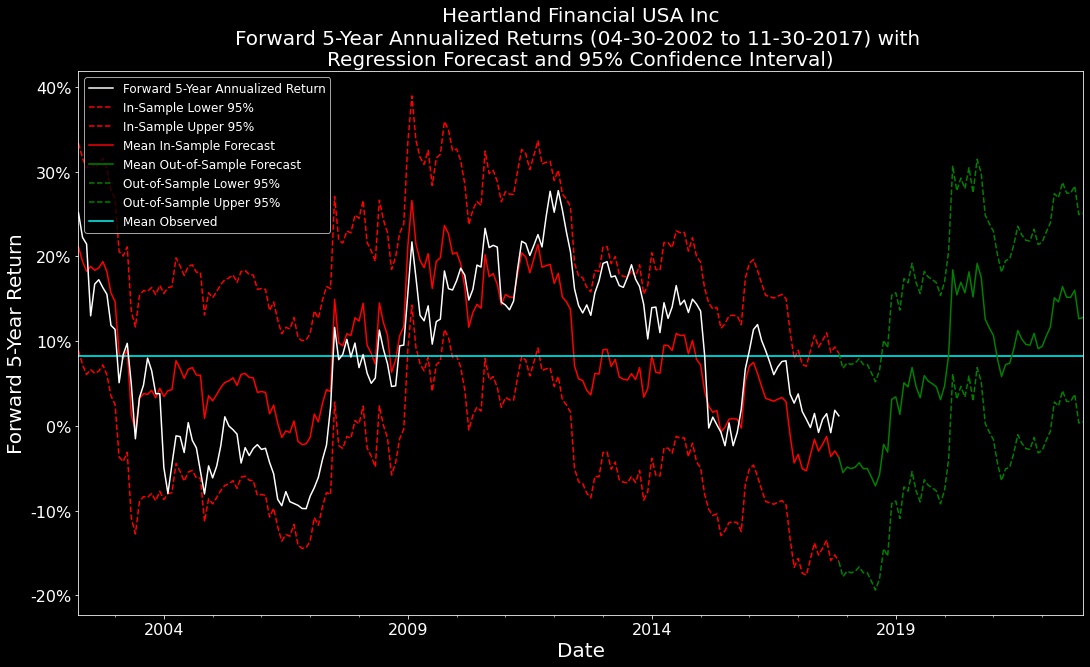 Heartland Financial USA Inc
Forward 5-Year Annualized Returns (04-30-2002 to 11-30-2017) with
Regression Forecast and 95% Confidence Interval)
Forward 5-Year Annualized Return
In-Sample Lower 95%
In-Sample Upper 95%
Mean In-Sample Forecast
Mean Out-of-Sample Forecast
Out-of-Sample Lower 95%
Out-of-Sample Upper 95%
Mean Observed
Forward 5-Year Return
40%
30%
20%
10%
0%
-10%
-20%
2004
2009
2014
2019
Date